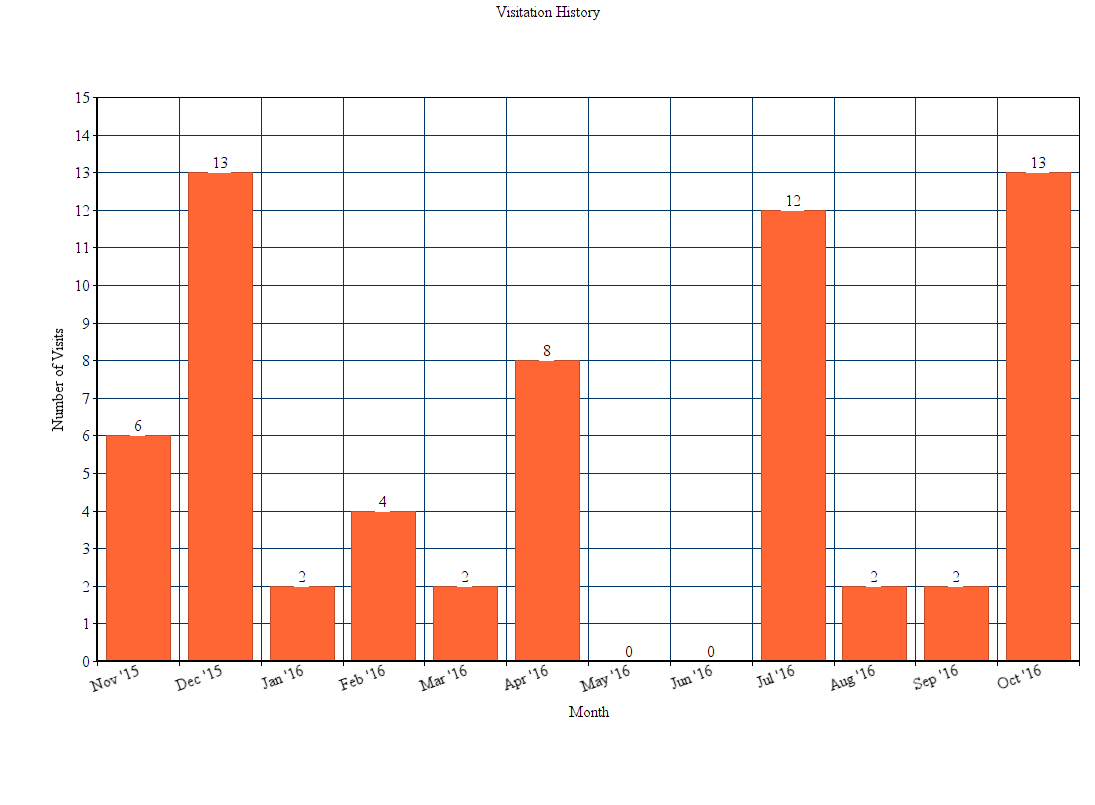 Visitation History
15
14
13
12
11
10
9
8
7
6
5
4
3
2
1
0
Number of Visits
6
13
2
4
2
8
0
0
12
2
2
13
Nov '15
Dec '15
Jan '16
Feb '16
Mar '16
Apr '16
May '16
Jun '16
Jul '16
Aug '16
Sep '16
Oct '16
Month